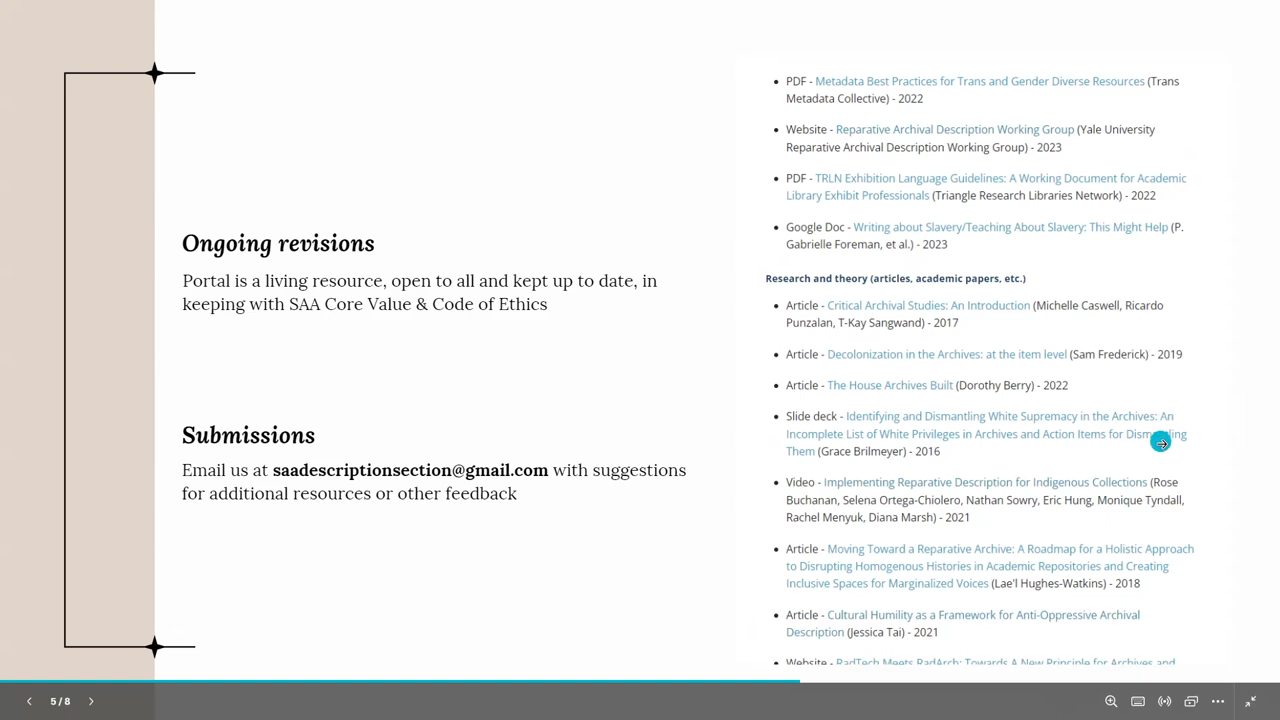 Ongoing revisions
Portal is a living resource, open to all and kept up to date, in
keeping with SAA Core Value & Code of Ethics
Submissions
Email us at saadescriptionsection@gmail.com with suggestions
for additional resources or other feedback
PDF - Metadata Best Practices for Trans and Gender Diverse Resources (Trans
Metadata Collective) - 2022
Website - Reparative Archival Description Working Group (Yale University
Reparative Archival Description Working Group) - 2023
PDF - TRLN Exhibition Language Guidelines: A Working Document for Academic
Library Exhibit Professionals (Triangle Research Libraries Network) - 2022
Google Doc - Writing about Slavery/Teaching About Slavery: This Might Help (P.
Gabrielle Foreman, et al.) - 2023
Research and theory (articles, academic papers, etc.)
Article - Critical Archival Studies: An Introduction (Michelle Caswell, Ricardo
Punzalan, T-Kay Sangwand) - 2017
Article - Decolonization in the Archives: at the item level (Sam Frederick) - 2019
Article - The House Archives Built (Dorothy Berry) - 2022
Slide deck - Identifying and Dismantling White Supremacy in the Archives: An
Incomplete List of White Privileges in Archives and Action Items for Dismantling
Them (Grace Brilmeyer) - 2016
Video - Implementing Reparative Description for Indigenous Collections (Rose
Buchanan, Selena Ortega-Chiolero, Nathan Sowry, Eric Hung, Monique Tyndall,
Rachel Menyuk, Diana Marsh) - 2021
Article - Moving Toward a Reparative Archive: A Roadmap for a Holistic Approach
to Disrupting Homogenous Histories in Academic Repositories and Creating
Inclusive Spaces for Marginalized Voices (Lae'l Hughes-Watkins) - 2018
Article - Cultural Humility as a Framework for Anti-Oppressive Archival
Description (Jessica Tai) - 2021
Website - RadTech Meets RadArch: Towards A New Principle for Archives and
5 / 8